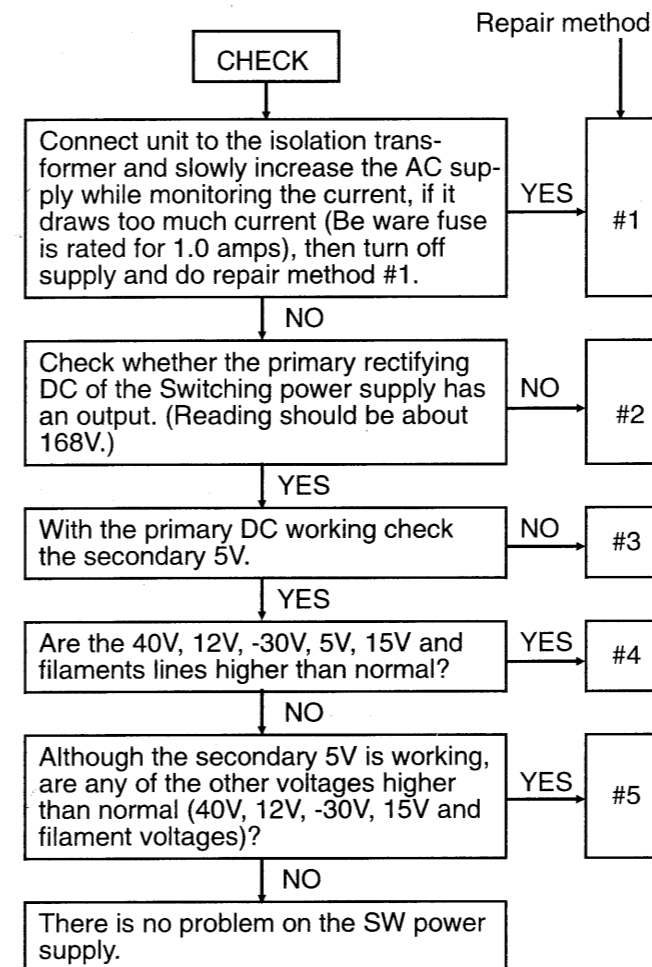 Repair method
CHECK
Connect unit to the isolation trans-
former and slowly increase the AC sup-
ply while monitoring the current, if it
draws too much current (Be ware fuse
is rated for 1.0 amps), then turn off
supply and do repair method #1.
YES
#1
NO
Check whether the primary rectifying
DC of the Switching power supply has
an output. (Reading should be about
168V.)
NO
#2
YES
With the primary DC working check
the secondary 5V.
NO
#3
YES
Are the 40V, 12V, -30V, 5V, 15V and
filaments lines higher than normal?
YES
#4
NO
Although the secondary 5V is working,
are any of the other voltages higher
than normal (40V, 12V, -30V, 15V and
filament voltages)?
YES
#5
NO
There is no problem on the SW power
supply.